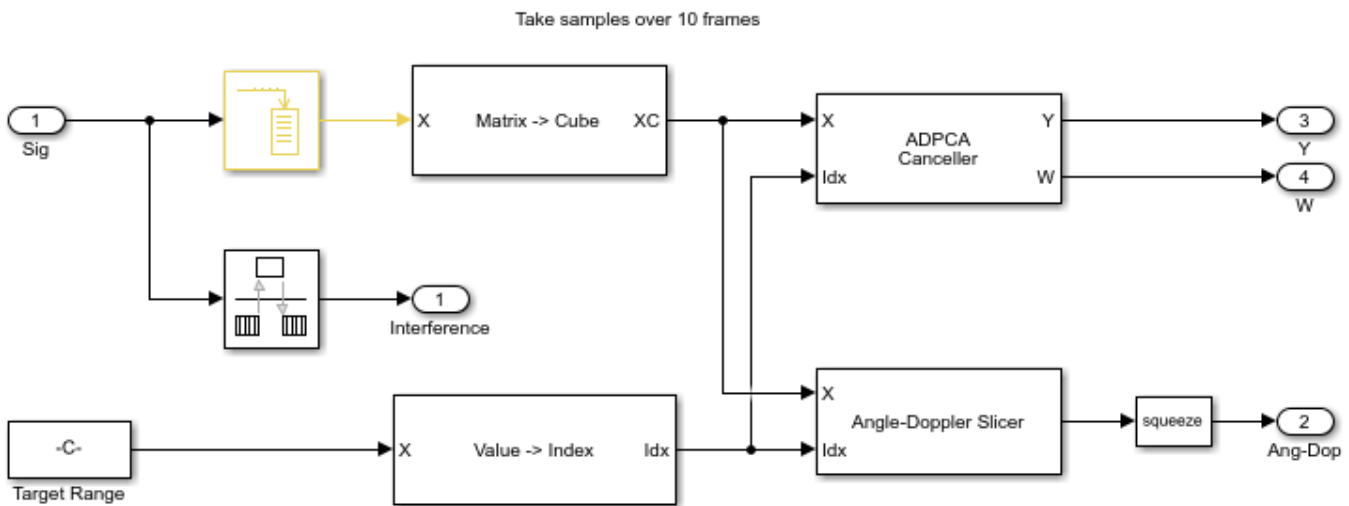 Take samples over 10 frames
1
Sig
X
Matrix -> Cube
XC
X
Idx
ADPCA
Canceller
Y
W
3
Y
4
W
1
Interference
-C-
Target Range
X
Value -> Index
Idx
X
Idx
Angle-Doppler Slicer
squeeze
2
Ang-Dop